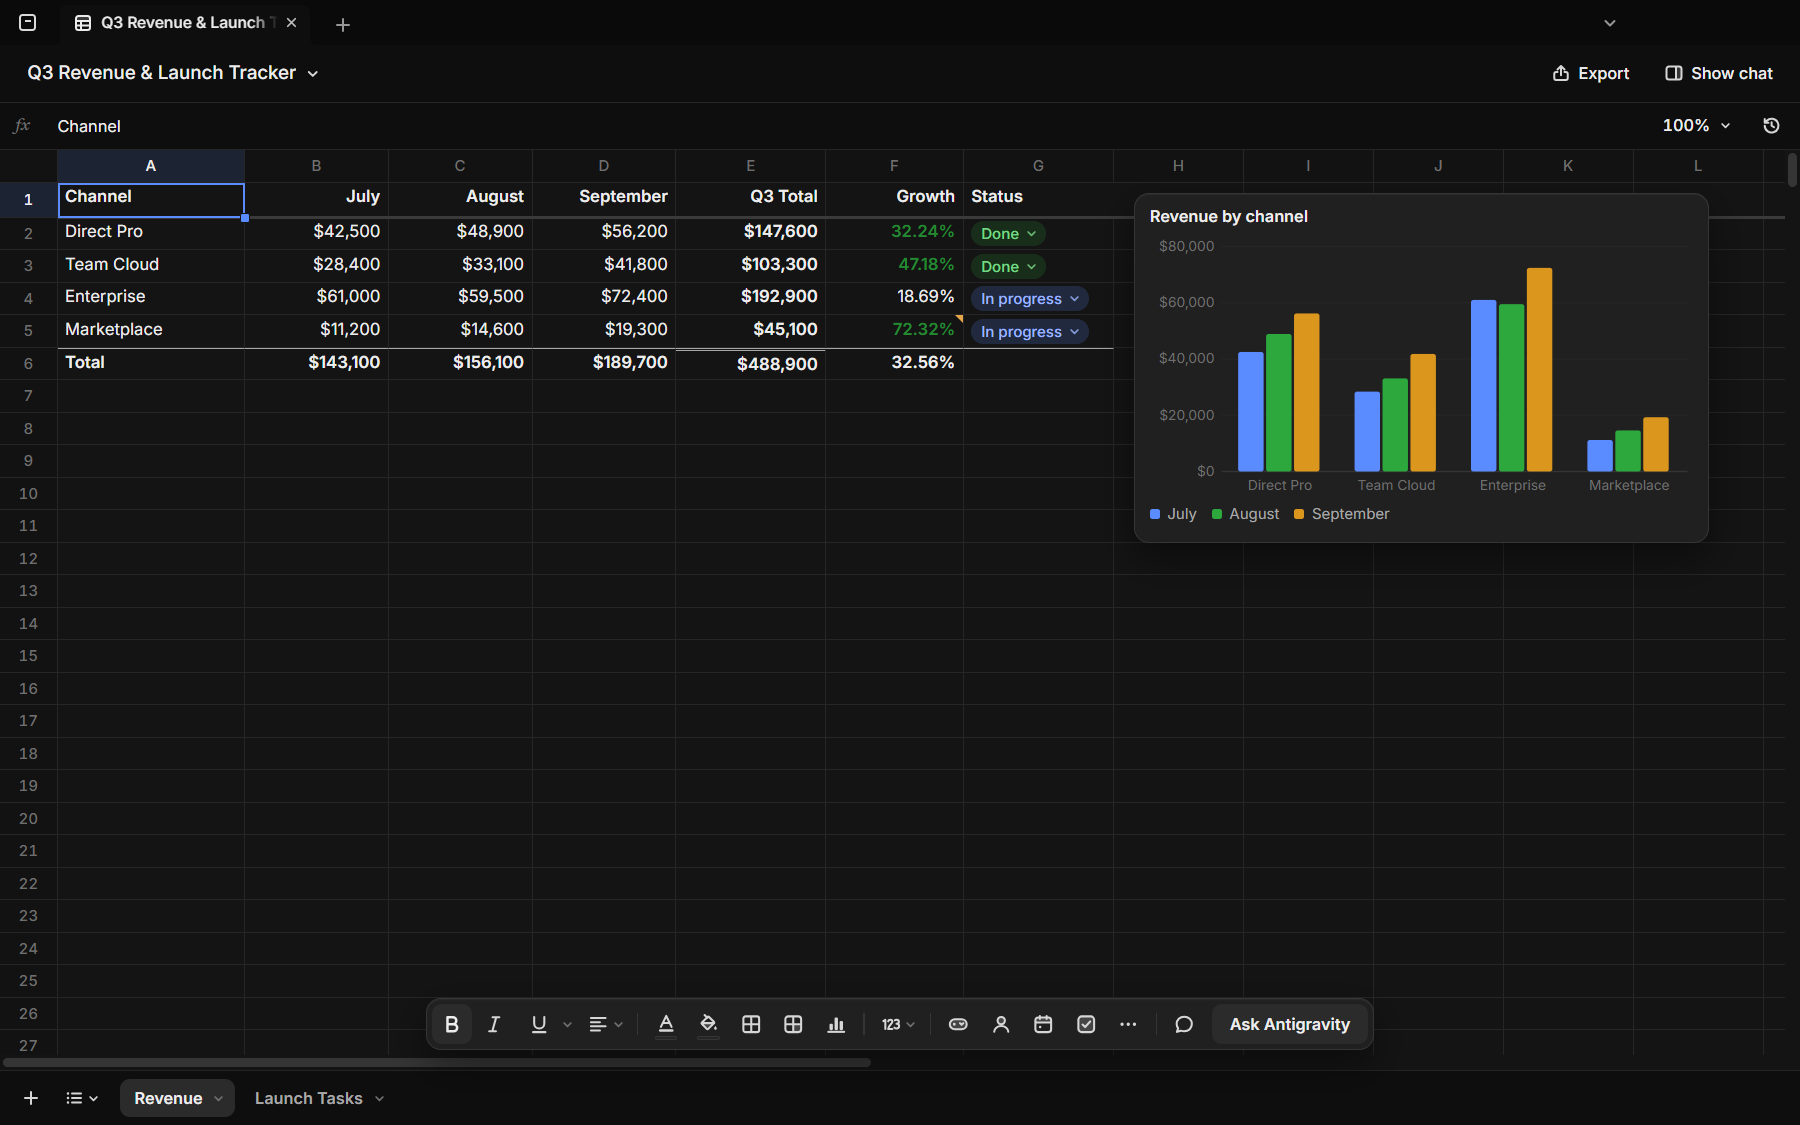 Q3 Revenue & Launch T
Q3 Revenue & Launch Tracker
Export
Show chat
fx
Channel
100%
A B C D E F G H I J K L
1 Channel July August September Q3 Total Growth Status
2 Direct Pro $42,500 $48,900 $56,200 $147,600 32.24% Done
3 Team Cloud $28,400 $33,100 $41,800 $103,300 47.18% Done
4 Enterprise $61,000 $59,500 $72,400 $192,900 18.69% In progress
5 Marketplace $11,200 $14,600 $19,300 $45,100 72.32% In progress
6 Total $143,100 $156,100 $189,700 $488,900 32.56%
7
8
9
10
11
12
13
14
15
16
17
18
19
20
21
22
23
24
25
26
27
Revenue by channel
$80,000
$60,000
$40,000
$20,000
$0
Direct Pro Team Cloud Enterprise Marketplace
July August September
B I U A 123 Ask Antigravity
Revenue Launch Tasks